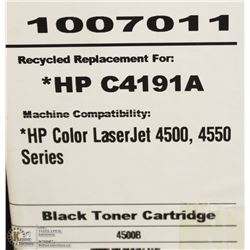 1007011
Recycled Replacement For:
*HP C4191A
Machine Compatibility:
*HP Color LaserJet 4500, 4550
Series
Black Toner Cartridge
4500B